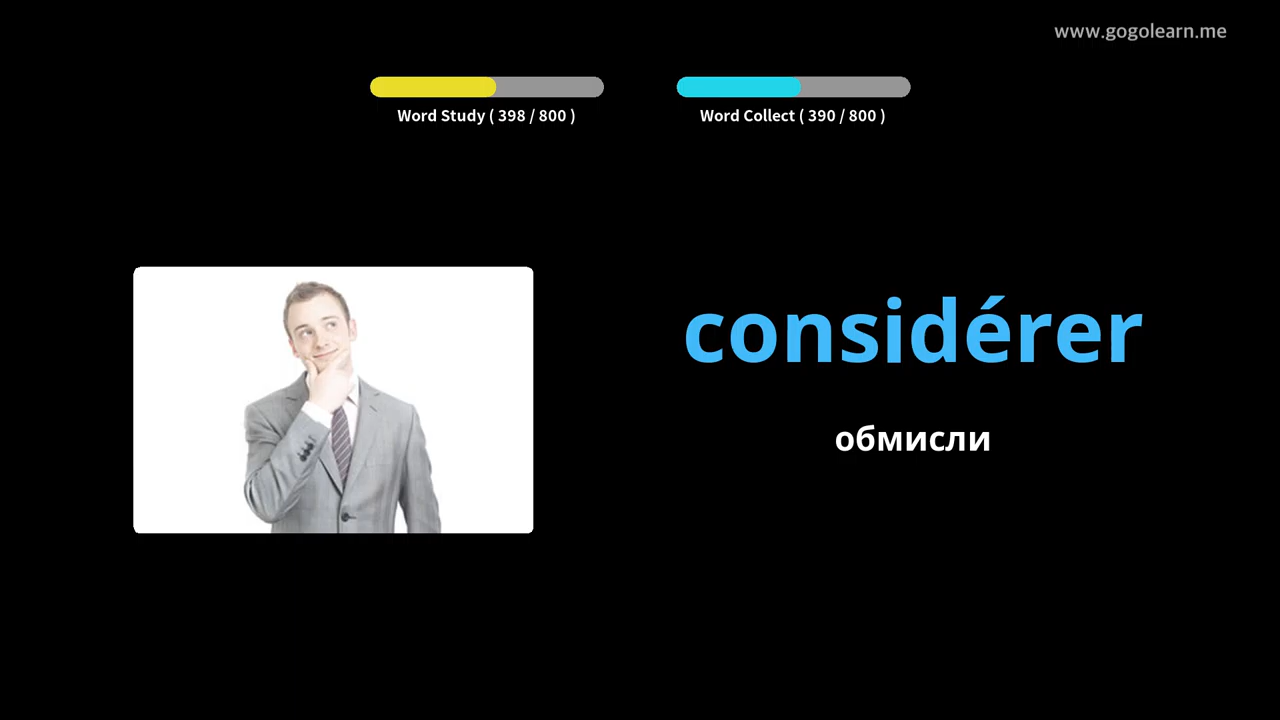 www.gogolearn.me
Word Study ( 398 / 800 )
Word Collect ( 390 / 800 )
considérer
обмисли